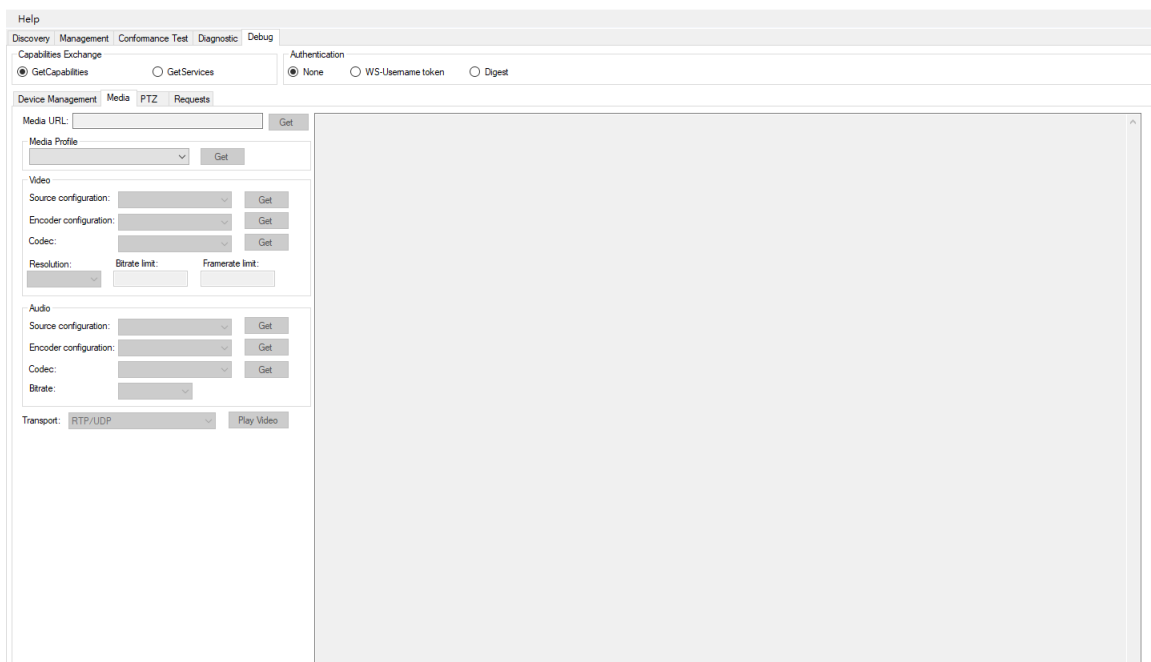 Help
Discovery Management Conformance Test Diagnostic Debug
Capabilities Exchange
GetCapabilities GetServices
Authentication
None WS-Username token Digest
Device Management Media PTZ Requests
Media URL: Get
Media Profile
Get
Video
Source configuration: Get
Encoder configuration: Get
Codec: Get
Resolution: Bitrate limit: Framerate limit:
Audio
Source configuration: Get
Encoder configuration: Get
Codec: Get
Bitrate:
Transport: RTP/UDP Play Video